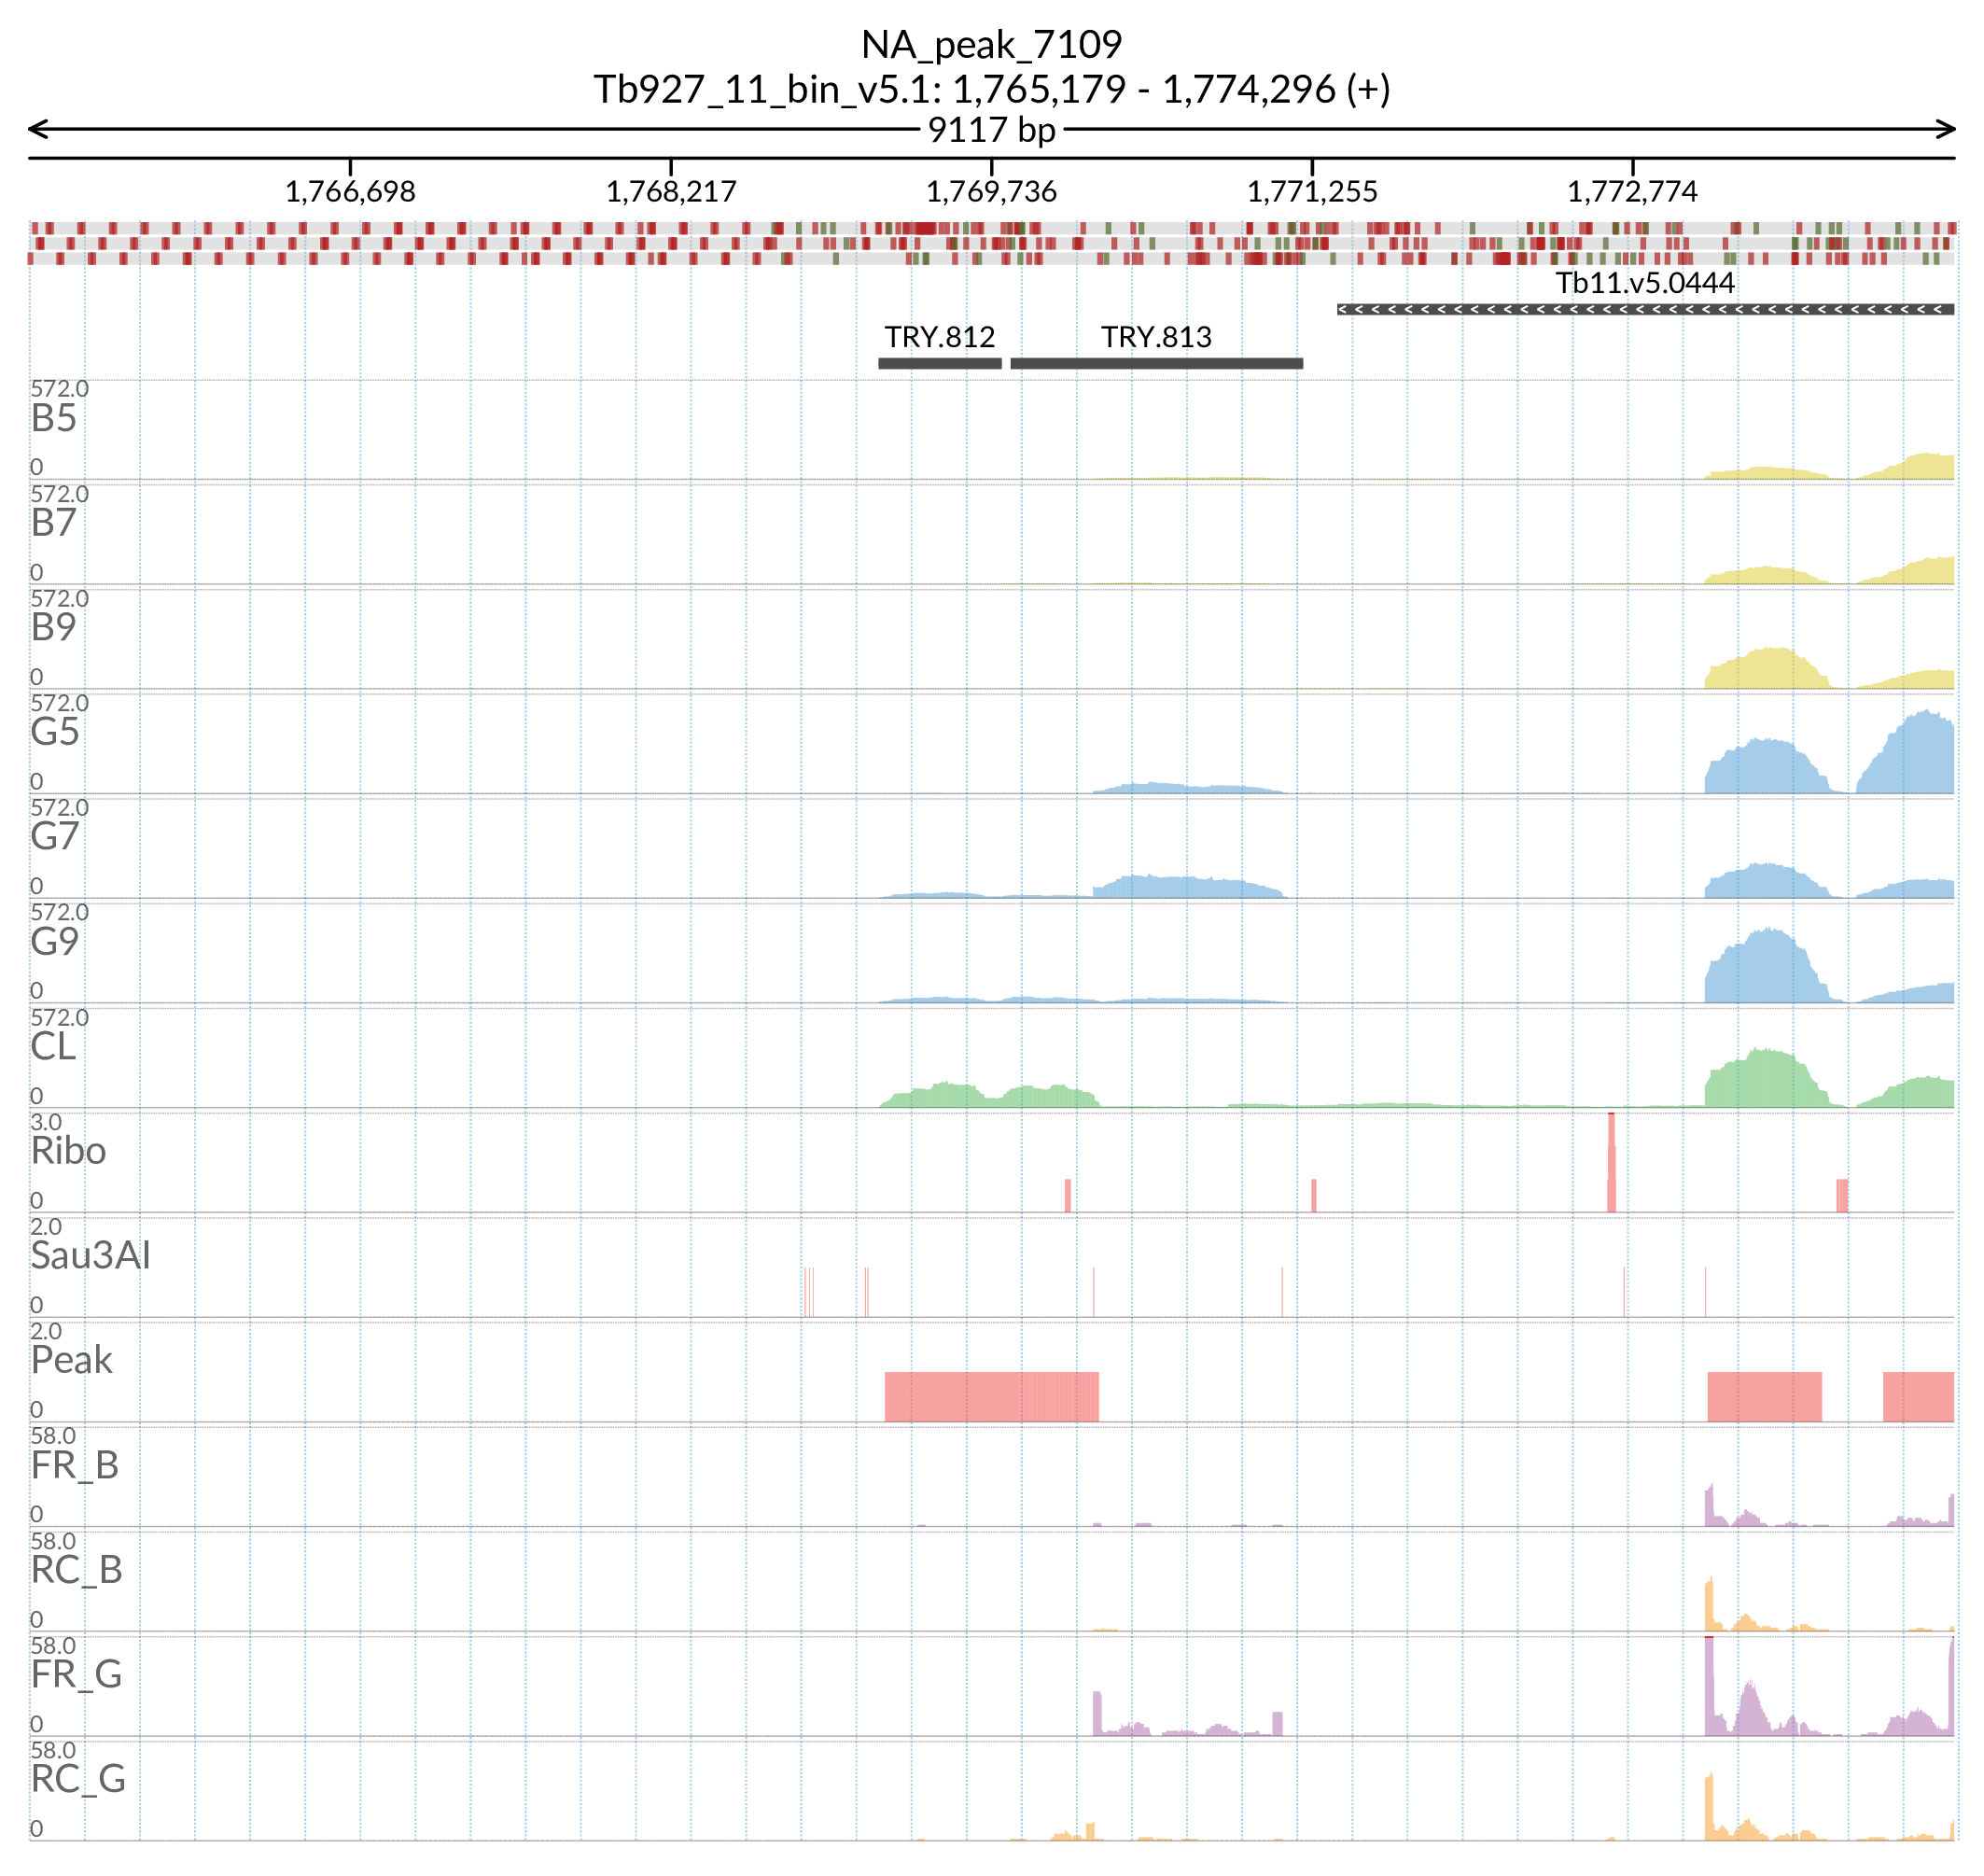 NA_peak_7109
Tb927_11_bin_v5.1: 1,765,179 - 1,774,296 (+)
9117 bp
1,766,698 1,768,217 1,769,736 1,771,255 1,772,774
Tb11.v5.0444
TRY.812 TRY.813
572.0
B5
0
572.0
B7
0
572.0
B9
0
572.0
G5
0
572.0
G7
0
572.0
G9
0
572.0
CL
0
3.0
Ribo
0
2.0
Sau3AI
0
2.0
Peak
0
58.0
FR_B
0
58.0
RC_B
0
58.0
FR_G
0
58.0
RC_G
0